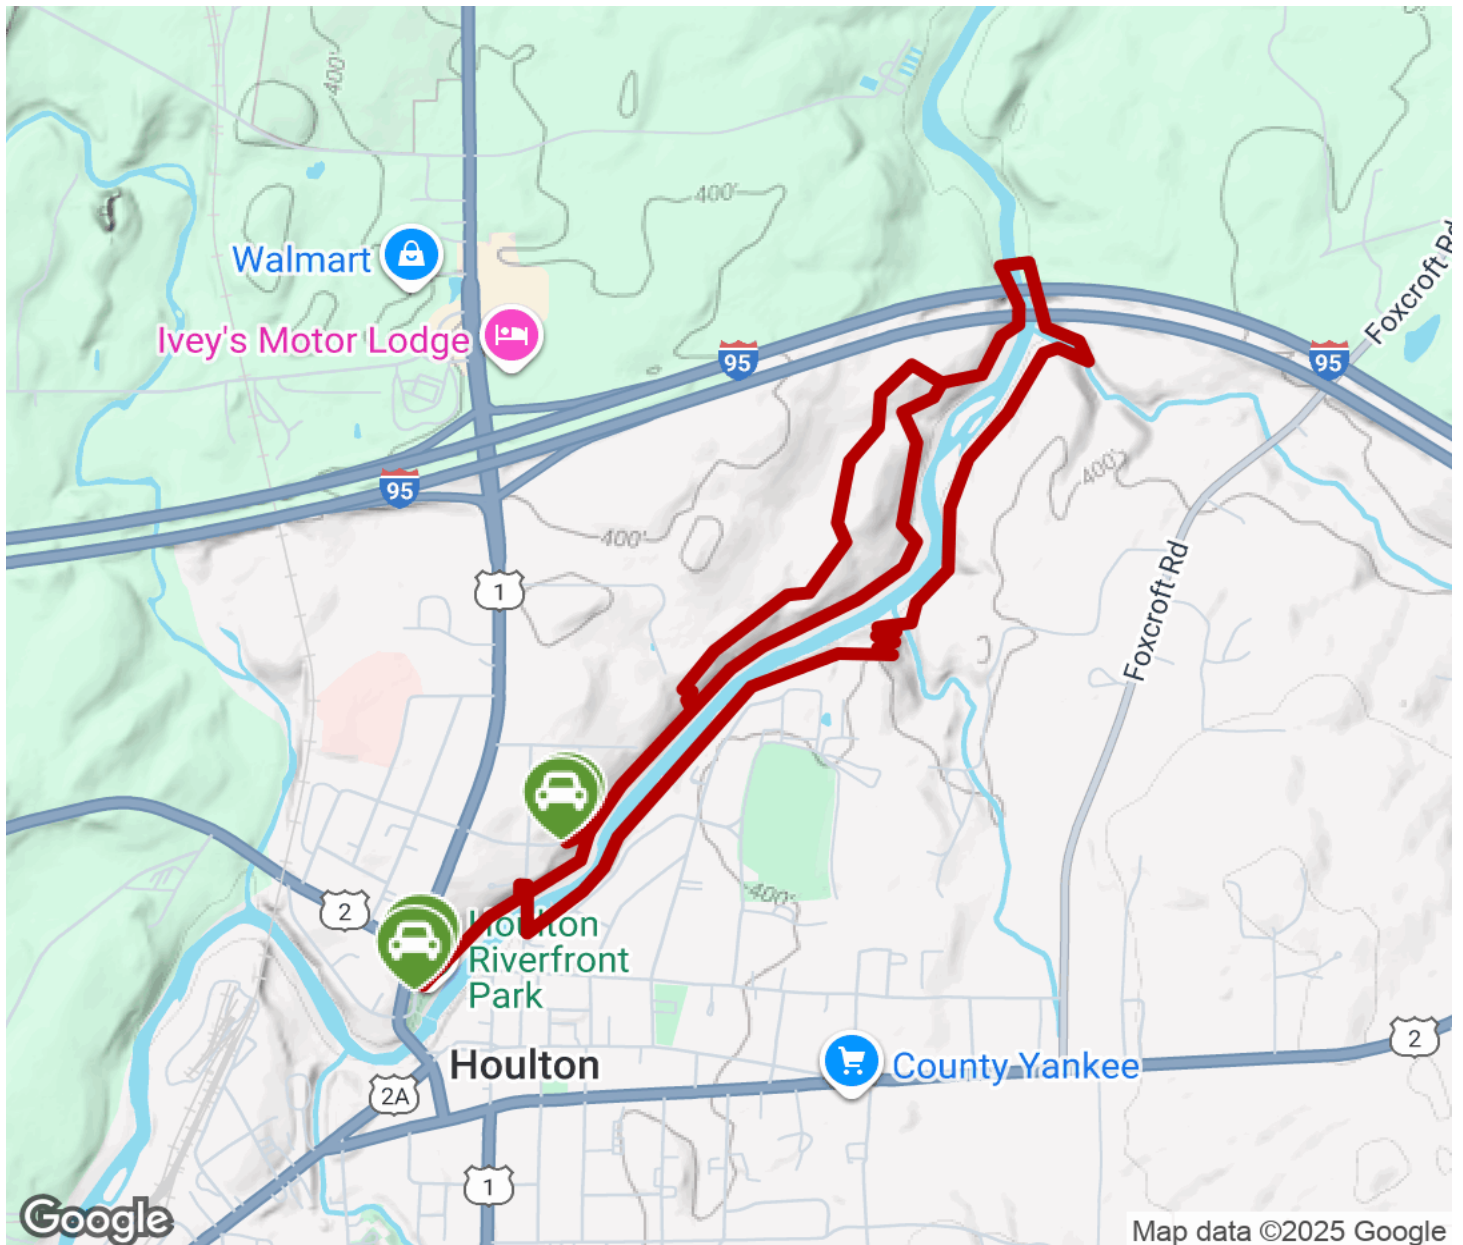 400'
400'
Walmart
Ivey's Motor Lodge
95
95
Foxcroft Rd
95
400'
400'
1
Foxcroft Rd
2
400'
Houlton
Riverfront
Park
Houlton
County Yankee
2
2A
1
Google
Map data ©2025 Google